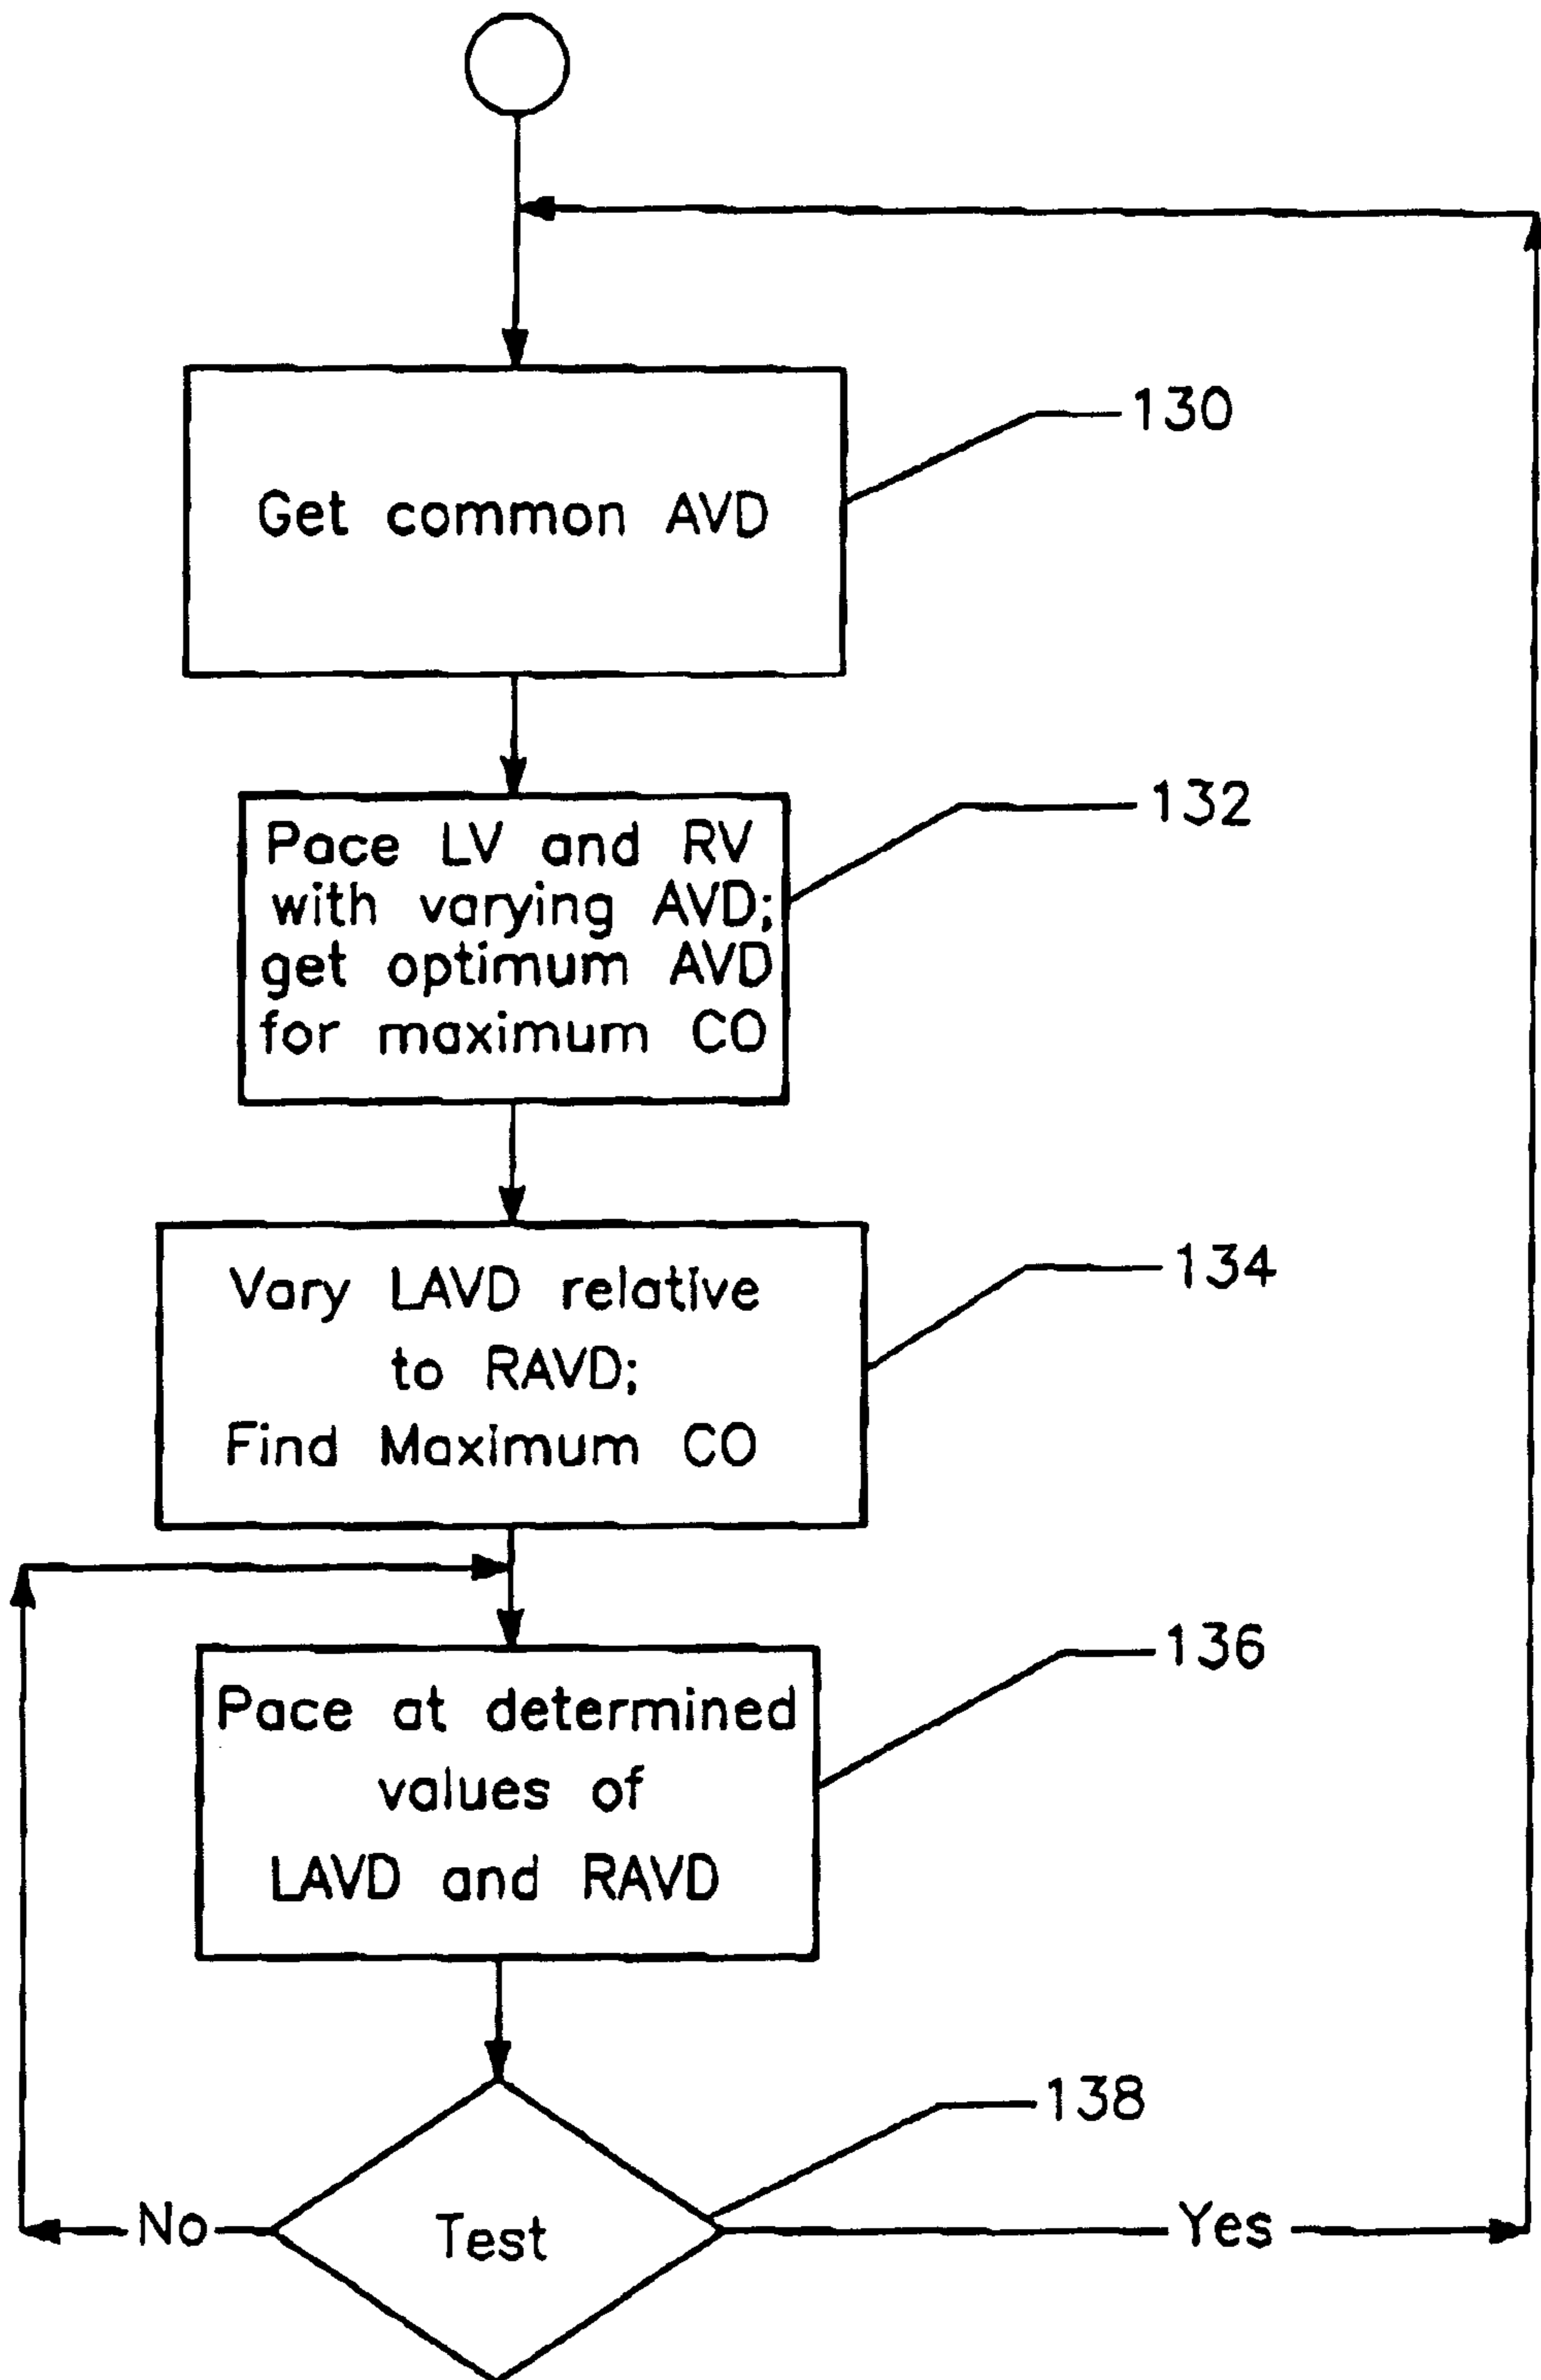 130
Get common AVD
132
Pace LV and RV
with varying AVD;
get optimum AVD
for maximum CO
134
Vary LAVD relative
to RAVD;
Find Maximum CO
136
Pace at determined
values of
LAVD and RAVD
138
No
Test
Yes